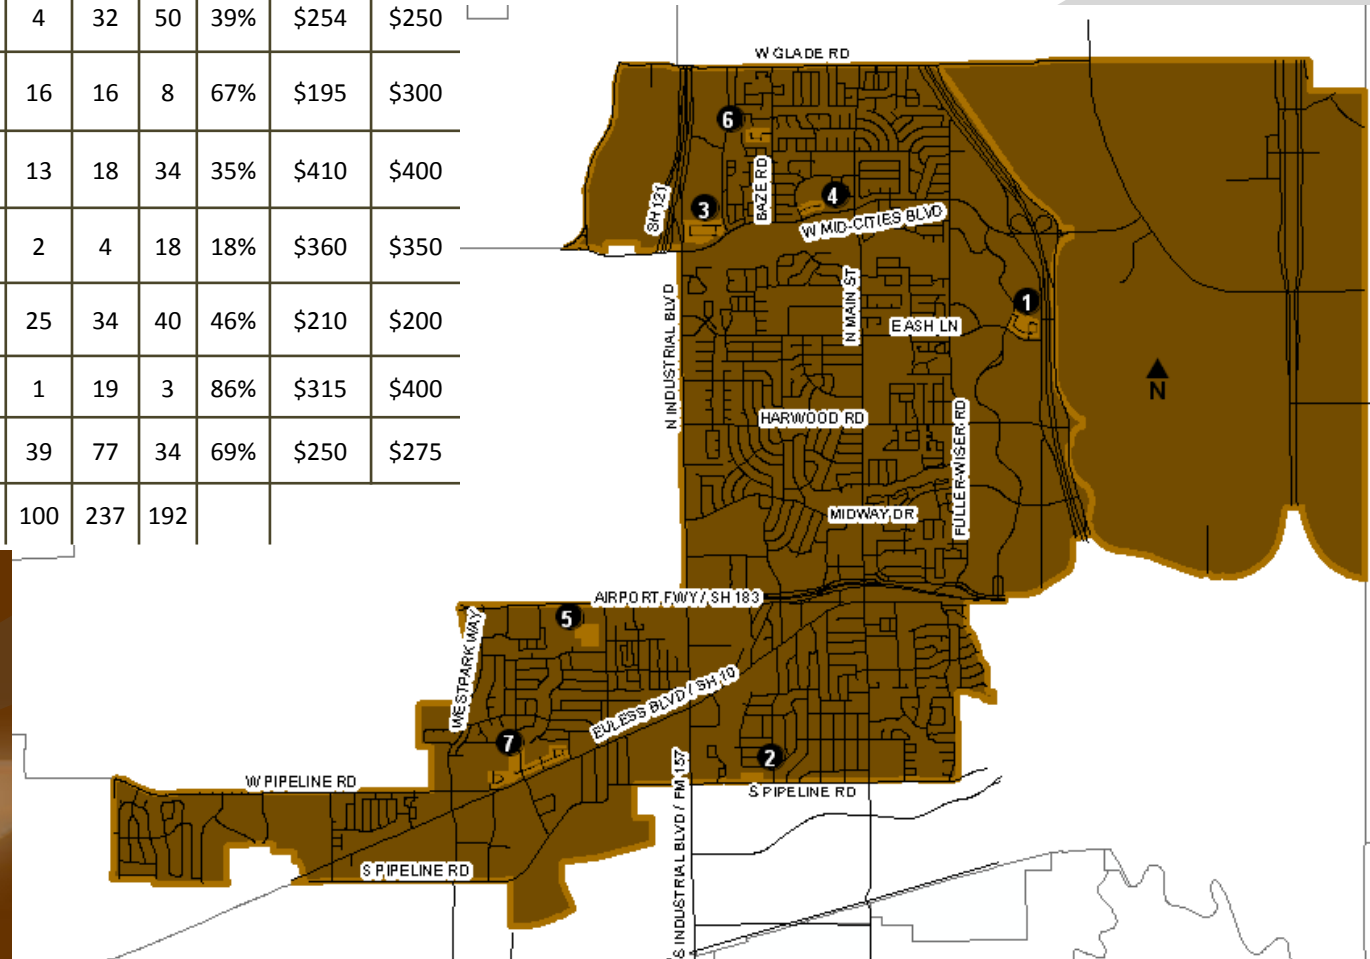 4 32 50 39% $254 $250
16 16 8 67% $195 $300
13 18 34 35% $410 $400
2 4 18 18% $360 $350
25 34 40 46% $210 $200
1 19 3 86% $315 $400
39 77 34 69% $250 $275
100 237 192
W GLADE RD
6
BAZE RD
SH 121
3
4
W MID-CITIES BLVD
N INDUSTRIAL BLVD
N MAIN ST
1
E ASH LN
N
HARWOOD RD
FULLER-WISER RD
MIDWAY DR
AIRPORT FWY / SH 183
5
WESTPARK WAY
EULESS BLVD / SH 10
7
2
W PIPELINE RD
S PIPELINE RD
S INDUSTRIAL BLVD / FM 157
S PIPELINE RD